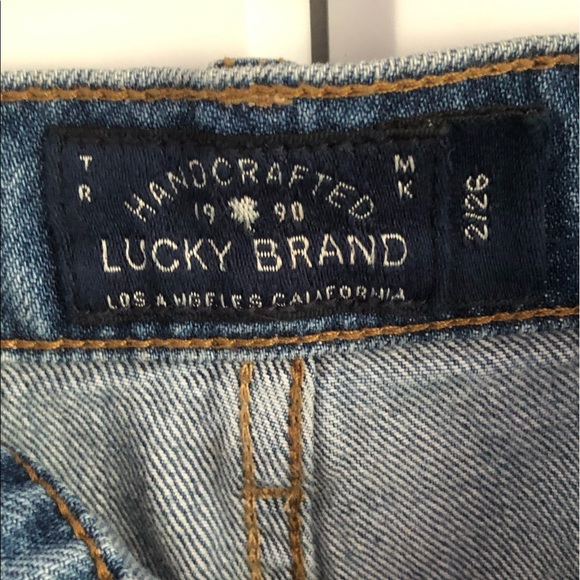 TR MK
HANDCRAFTED
19 90
LUCKY BRAND
LOS ANGELES CALIFORNIA
2/26